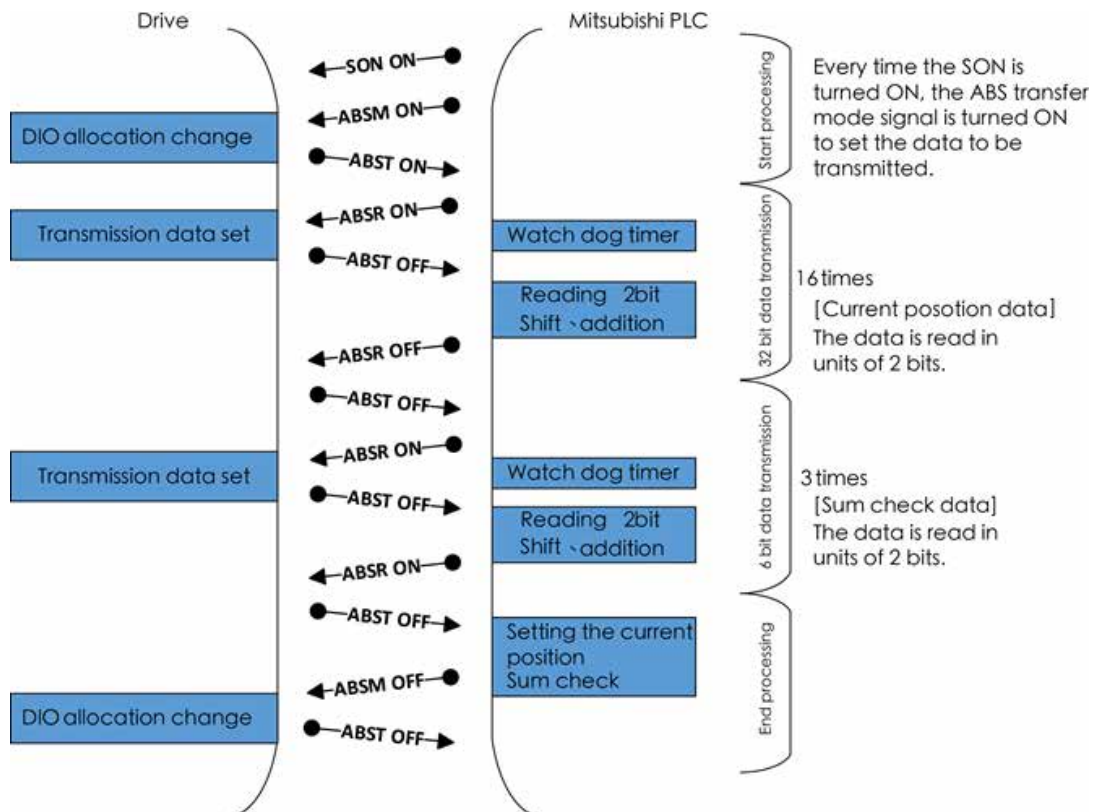 Drive
Mitsubishi PLC
SON ON
ABSM ON
DIO allocation change
ABST ON
Start processing
Every time the SON is
turned ON, the ABS transfer
mode signal is turned ON
to set the data to be
transmitted.
ABSR ON
Transmission data set
Watch dog timer
ABST OFF
Reading 2bit
Shift、addition
ABSR OFF
ABST OFF
32 bit data transmission
16 times
[Current posotion data]
The data is read in
units of 2 bits.
ABSR ON
Transmission data set
Watch dog timer
ABST OFF
Reading 2bit
Shift、addition
ABSR ON
ABST OFF
6 bit data transmission
3 times
[Sum check data]
The data is read in
units of 2 bits.
Setting the current
position
Sum check
ABSM OFF
DIO allocation change
ABST OFF
End processing